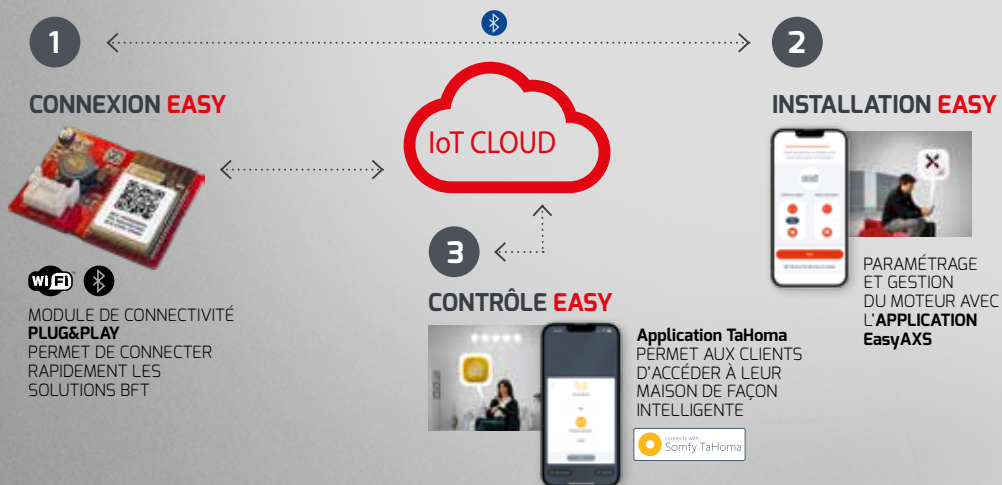 1
2
CONNEXION EASY
INSTALLATION EASY
IoT CLOUD
WiFi
MODULE DE CONNECTIVITÉ
PLUG&PLAY
PERMET DE CONNECTER
RAPIDEMENT LES
SOLUTIONS BFT
PARAMÉTRAGE
ET GESTION
DU MOTEUR AVEC
L'APPLICATION
EasyAXS
3
CONTRÔLE EASY
Application TaHoma
PERMET AUX CLIENTS
D'ACCÉDER À LEUR
MAISON DE FAÇON
INTELLIGENTE
connects with
Somfy TaHoma